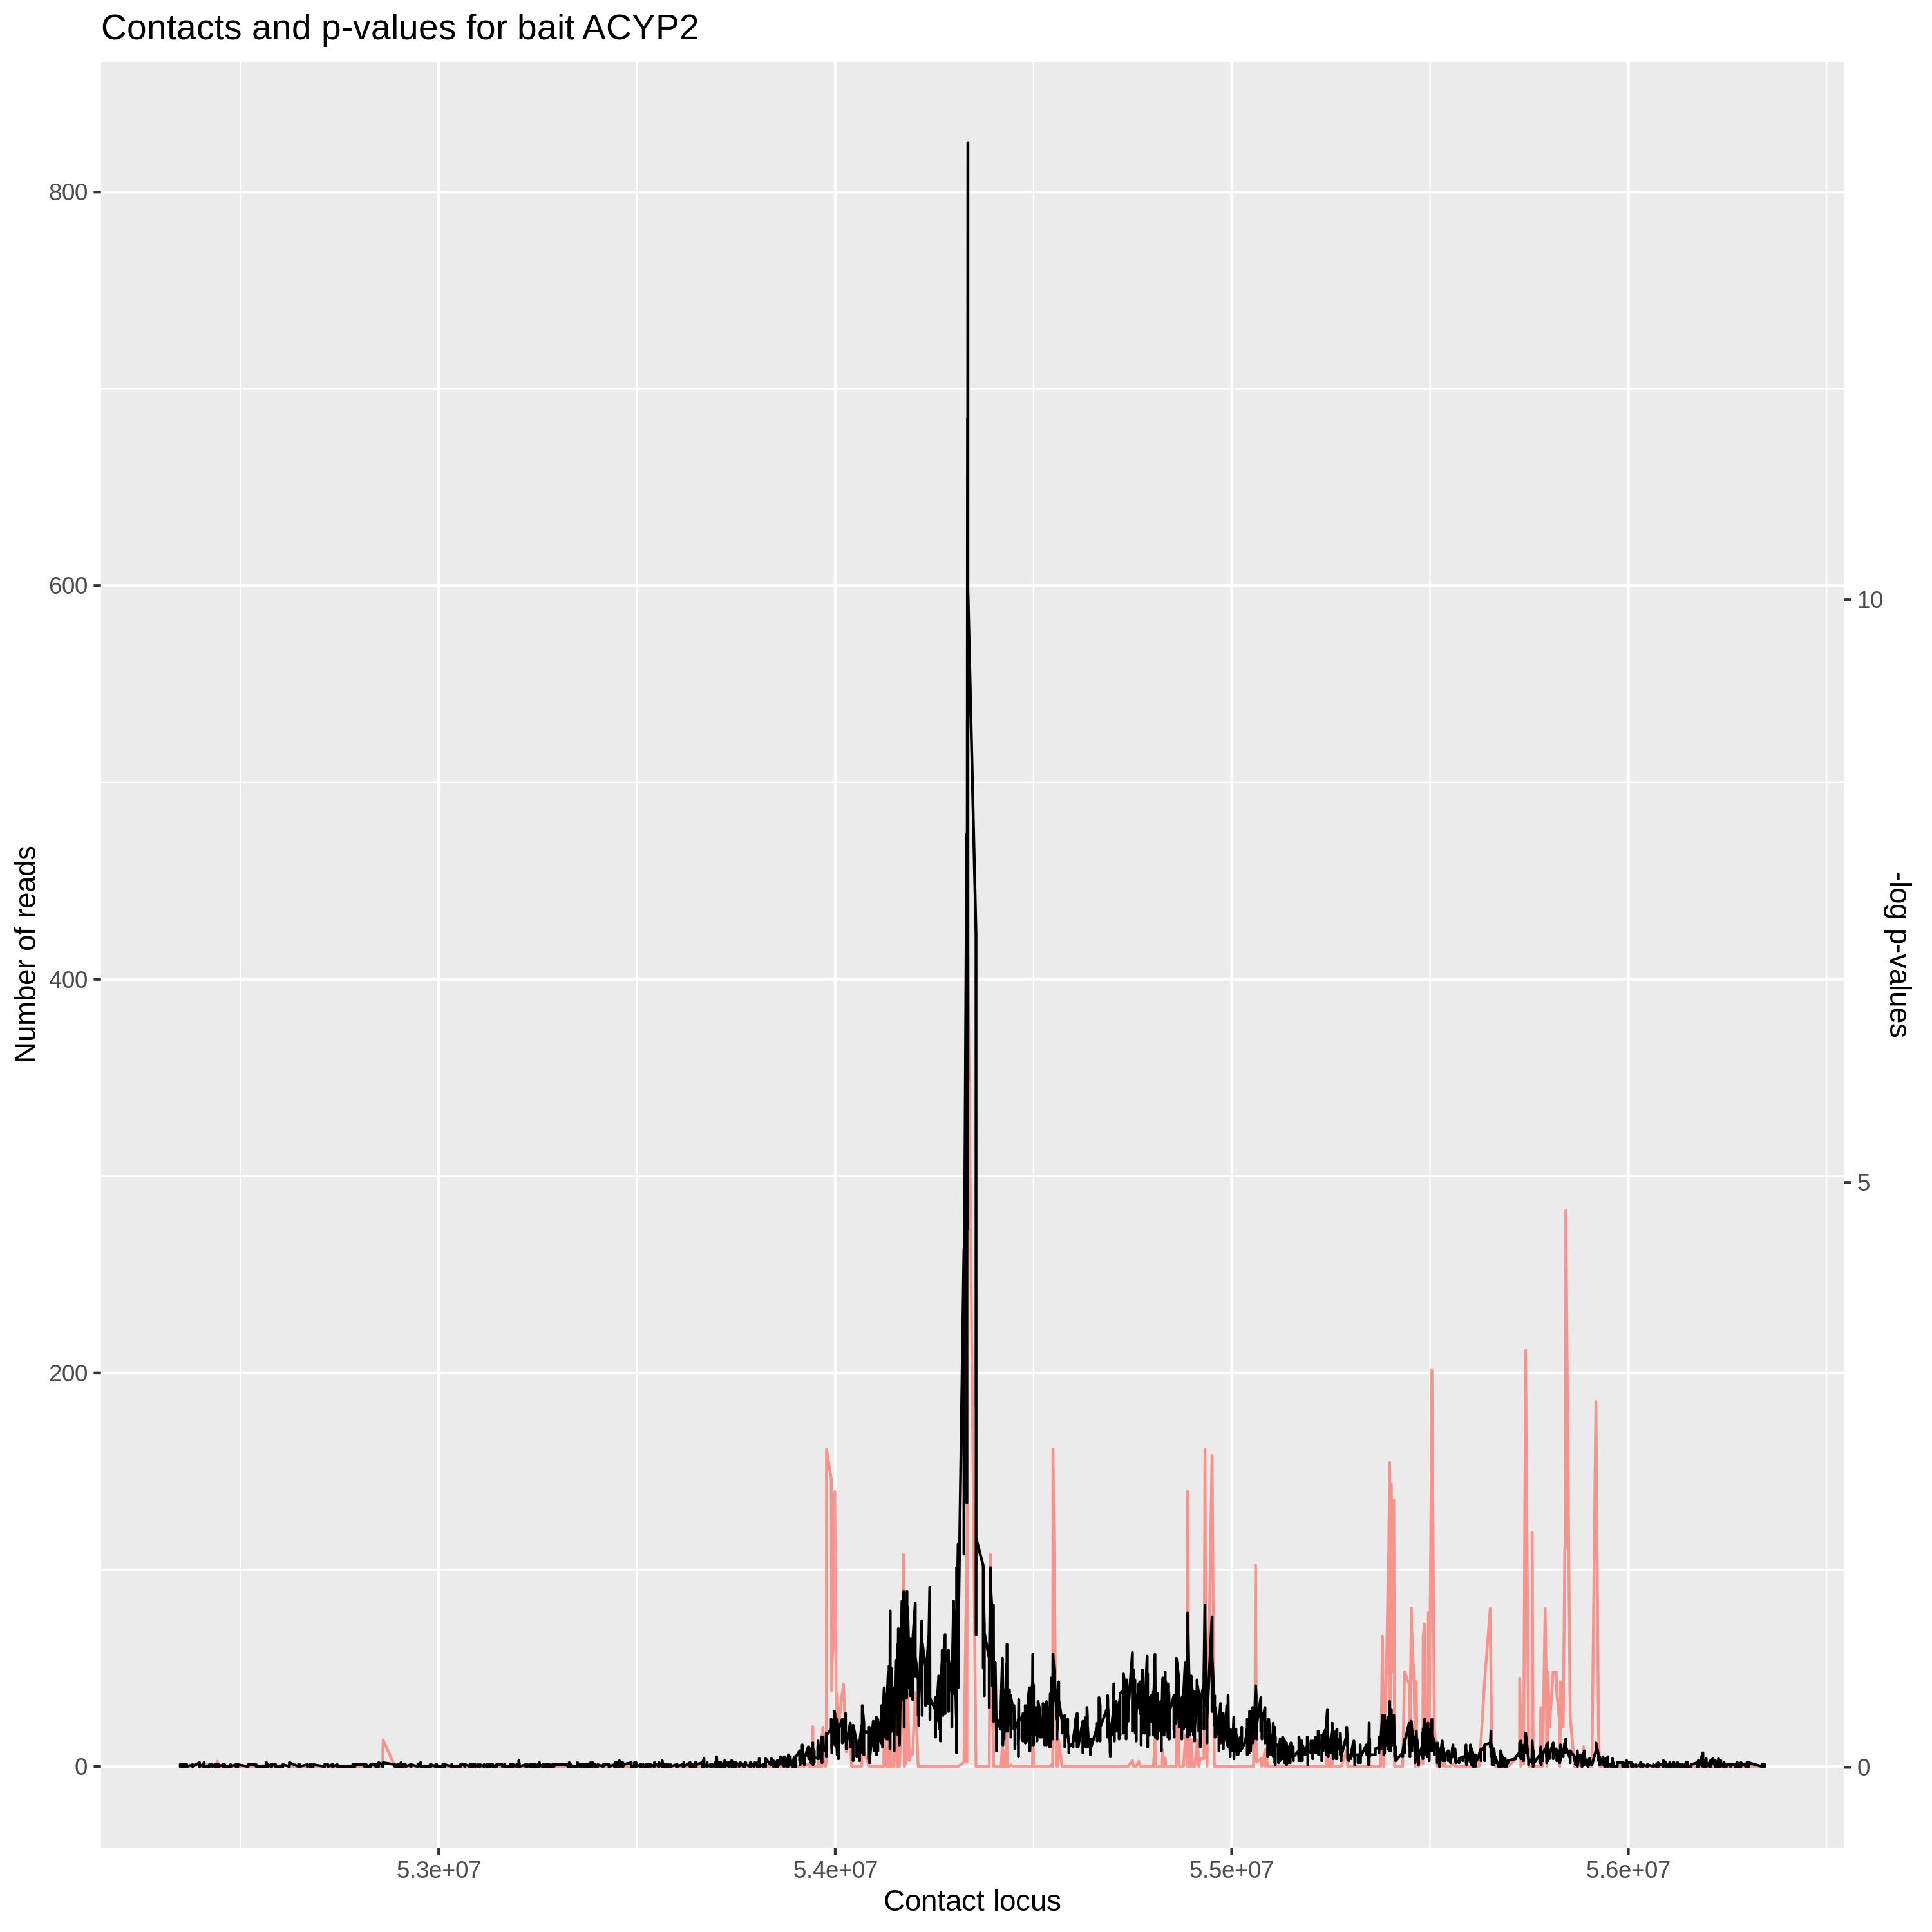 Contacts and p-values for bait ACYP2
800
600
400
200
0
Number of reads
10
5
0
-log p-values
5.3e+07
5.4e+07
5.5e+07
5.6e+07
Contact locus